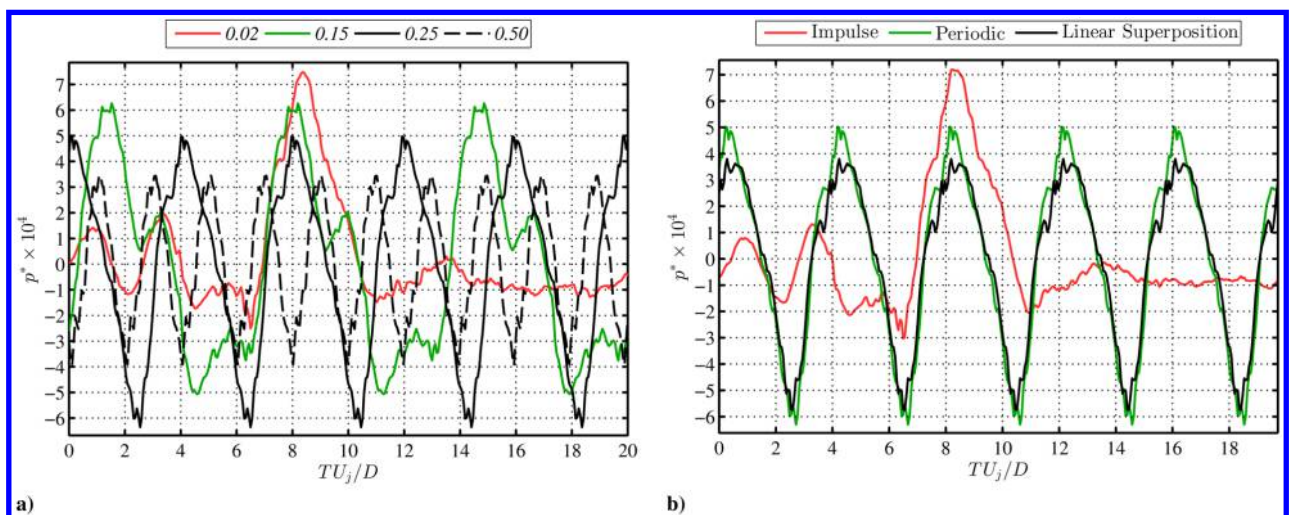 0.02 0.15 0.25 0.50
7
6
5
4
3
2
1
0
−1
−2
−3
−4
−5
−6
p* × 10⁴
0 2 4 6 8 10 12 14 16 18 20
TU_j/D
a)
Impulse Periodic Linear Superposition
7
6
5
4
3
2
1
0
−1
−2
−3
−4
−5
−6
p* × 10⁴
0 2 4 6 8 10 12 14 16 18
TU_j/D
b)